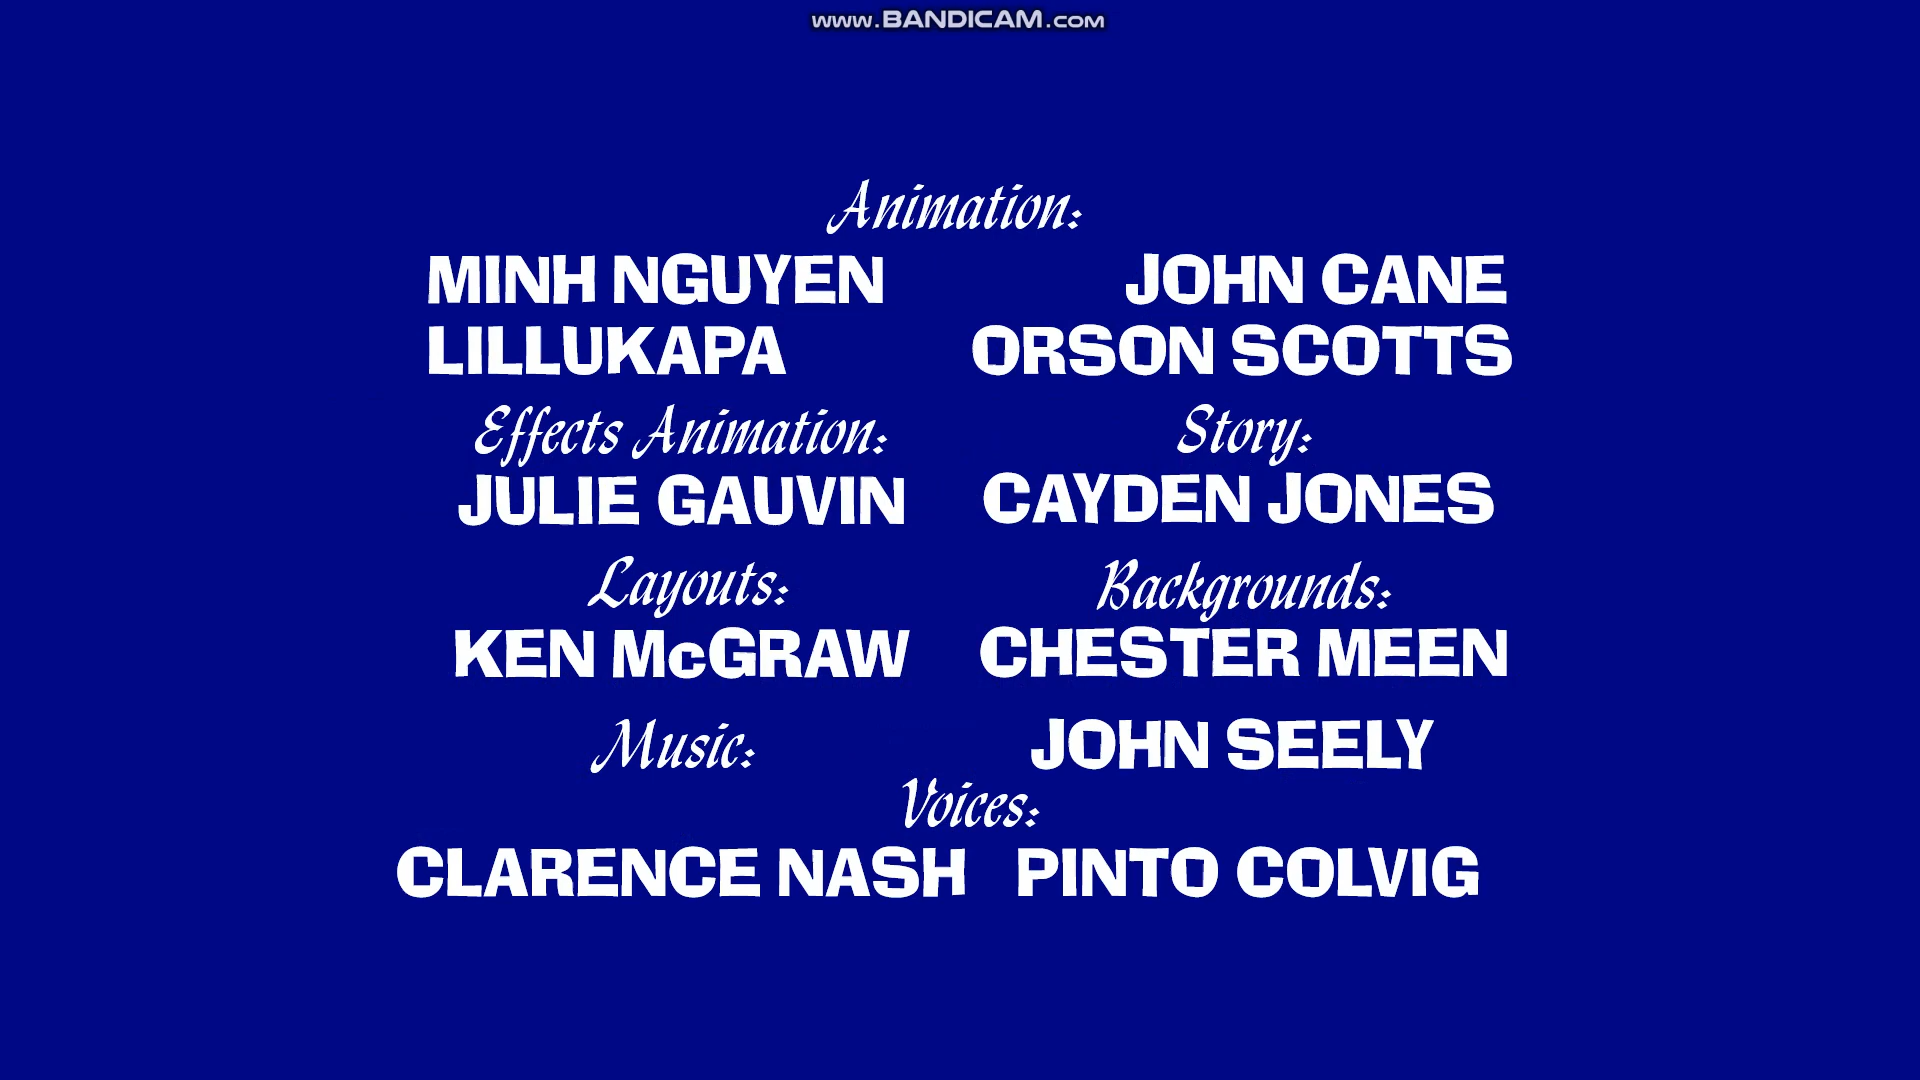 www.BANDICAM.com
Animation:
MINH NGUYEN JOHN CANE
LILLUKAPA ORSON SCOTTS
Effects Animation: Story:
JULIE GAUVIN CAYDEN JONES
Layouts: Backgrounds:
KEN McGRAW CHESTER MEEN
Music: JOHN SEELY
Voices:
CLARENCE NASH PINTO COLVIG